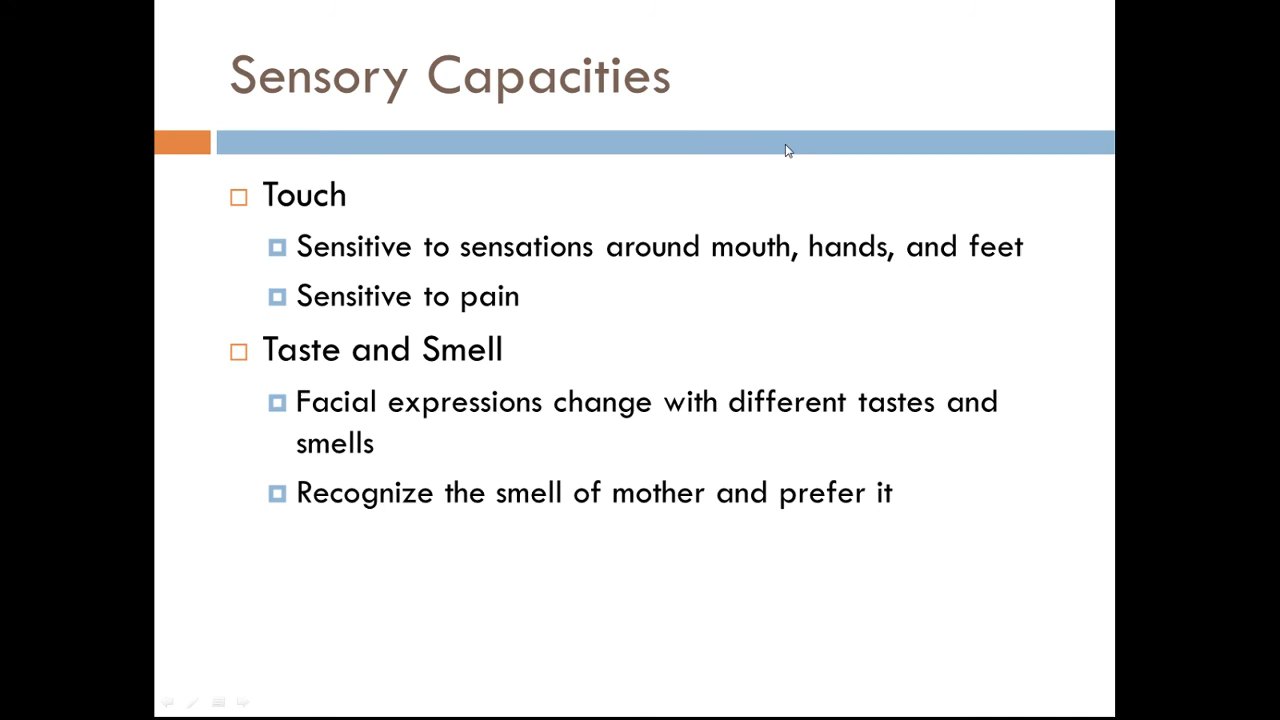 Sensory Capacities
Touch
Sensitive to sensations around mouth, hands, and feet
Sensitive to pain
Taste and Smell
Facial expressions change with different tastes and
smells
Recognize the smell of mother and prefer it